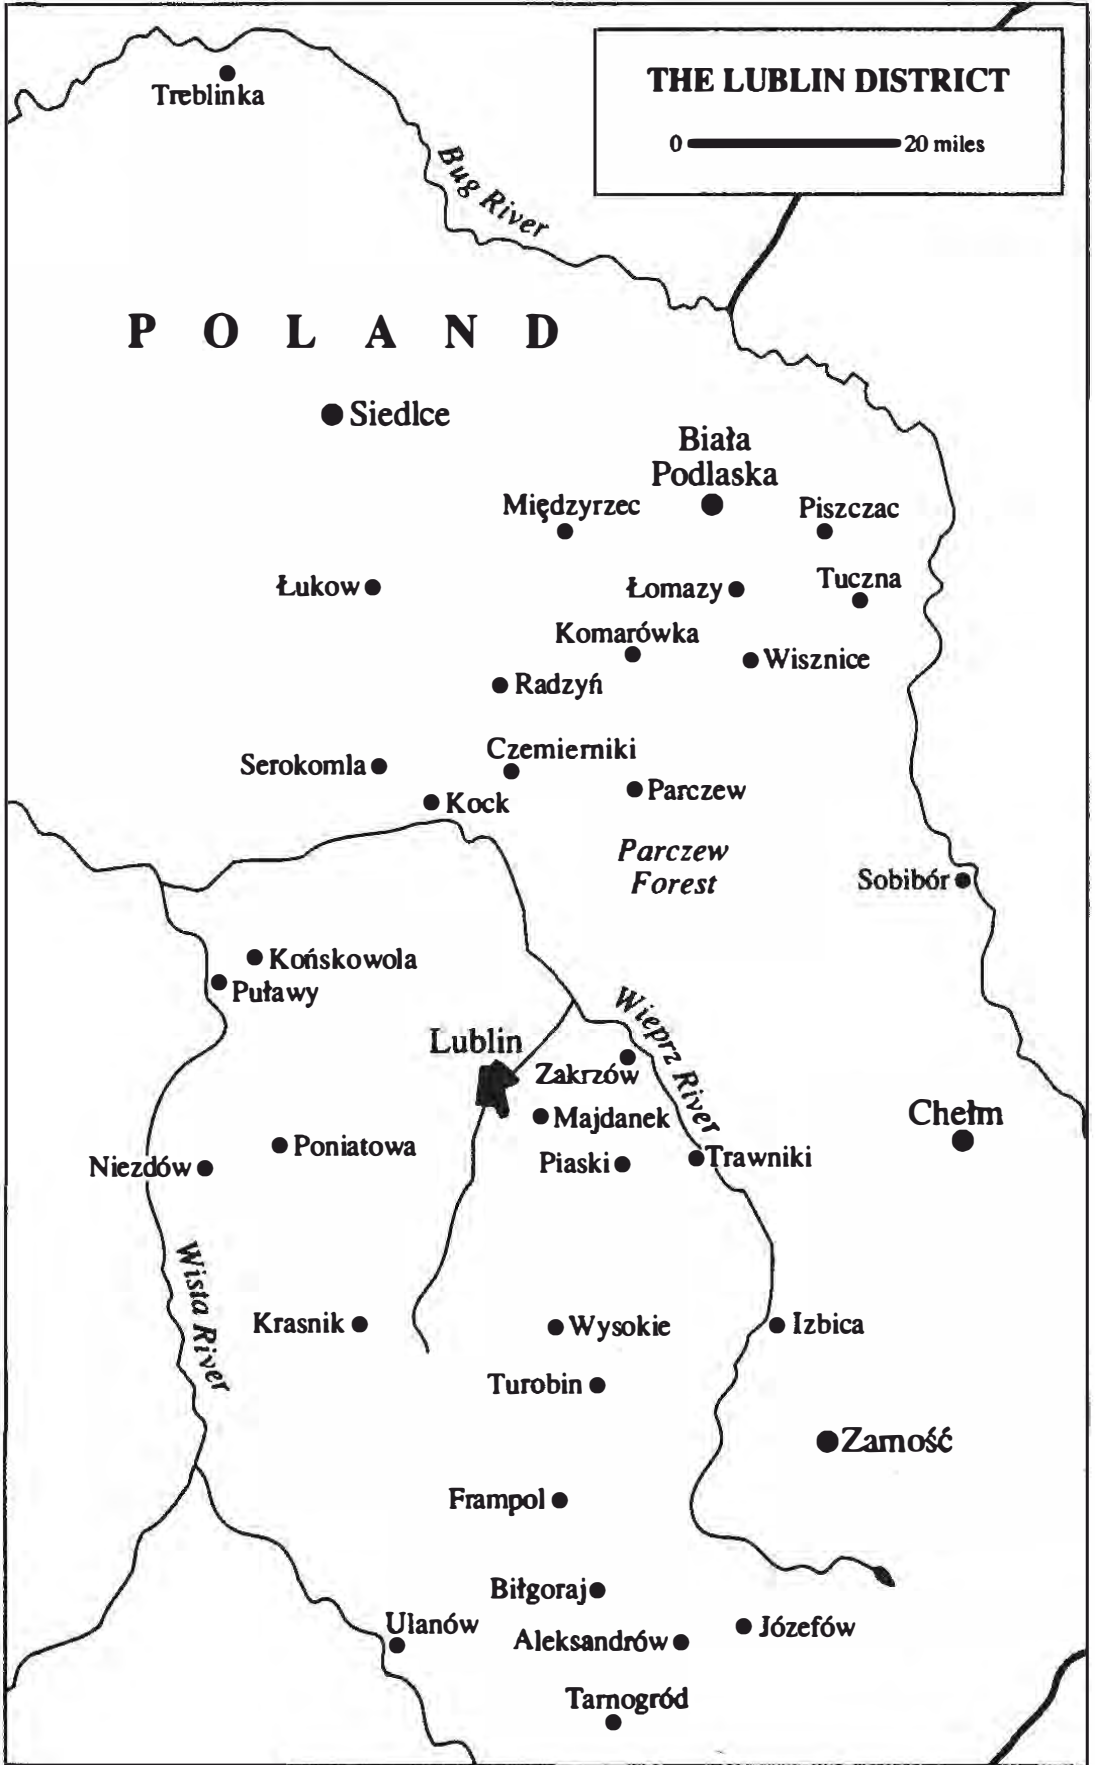 THE LUBLIN DISTRICT
0 20 miles
Treblinka
Bug River
POLAND
Siedlce
Biała
Podlaska
Międzyrzec
Piszczac
Łukow
Łomazy
Tuczna
Komarówka
Wisznice
Radzyń
Czemierniki
Serokomla
Parczew
Kock
Parczew
Forest
Sobibór
Końskowola
Puławy
Wieprz River
Lublin
Zakrzów
Majdanek
Chełm
Poniatowa
Piaski
Trawniki
Niezdów
Wisła River
Krasnik
Wysokie
Izbica
Turobin
Zamość
Frampol
Biłgoraj
Ulanów
Józefów
Aleksandrów
Tarnogród